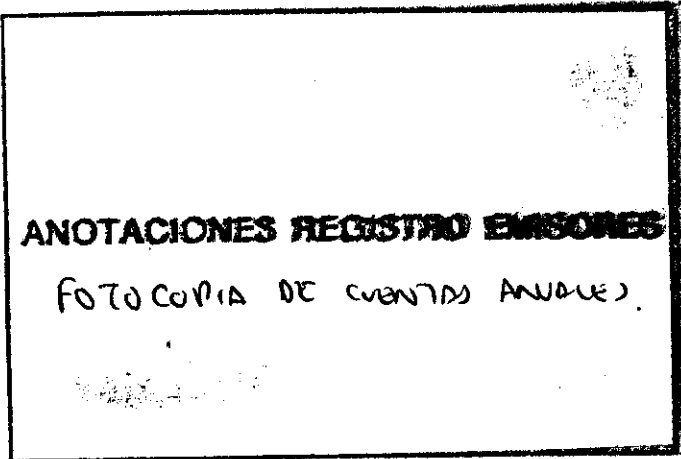 ANOTACIONES REGISTRO EMISORES
FOTOCOPIA DE CUENTAS ANUALES.